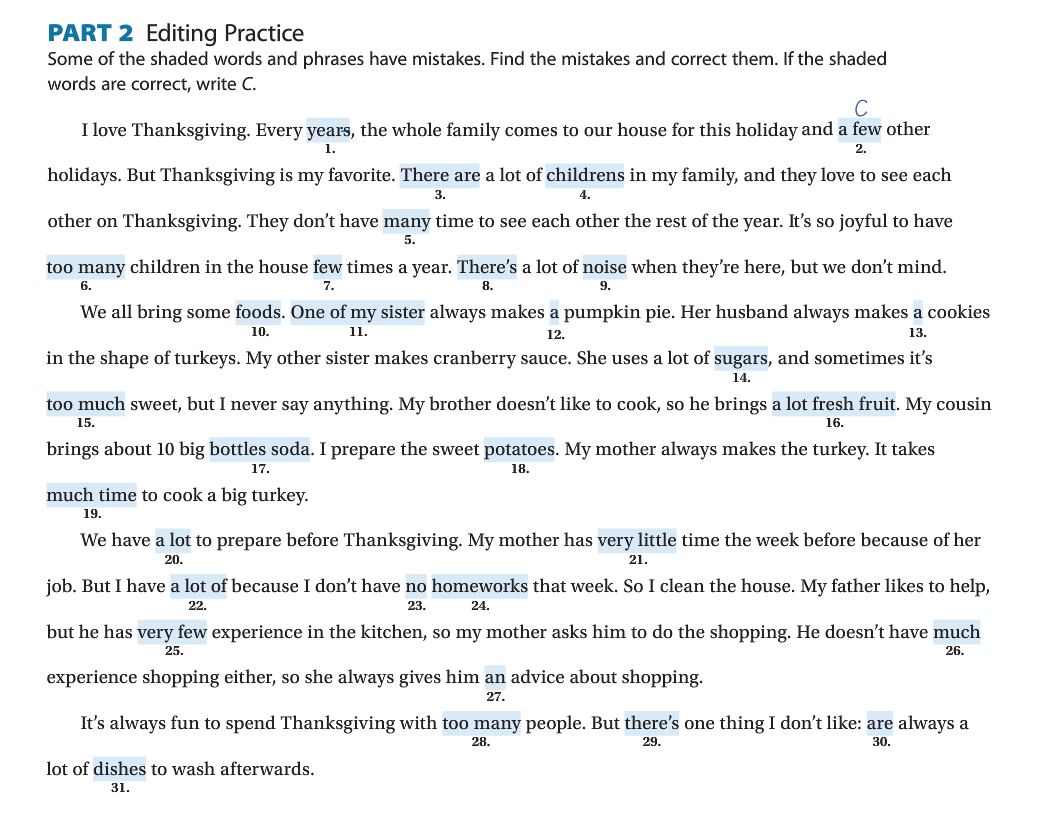 PART 2 Editing Practice
Some of the shaded words and phrases have mistakes. Find the mistakes and correct them. If the shaded
words are correct, write C.
C
I love Thanksgiving. Every years, the whole family comes to our house for this holiday and a few other
1. 2.
holidays. But Thanksgiving is my favorite. There are a lot of childrens in my family, and they love to see each
3. 4.
other on Thanksgiving. They don't have many time to see each other the rest of the year. It's so joyful to have
5.
too many children in the house few times a year. There's a lot of noise when they're here, but we don't mind.
6. 7. 8. 9.
We all bring some foods. One of my sister always makes a pumpkin pie. Her husband always makes a cookies
10. 11. 12. 13.
in the shape of turkeys. My other sister makes cranberry sauce. She uses a lot of sugars, and sometimes it's
14.
too much sweet, but I never say anything. My brother doesn't like to cook, so he brings a lot fresh fruit. My cousin
15. 16.
brings about 10 big bottles soda. I prepare the sweet potatoes. My mother always makes the turkey. It takes
17. 18.
much time to cook a big turkey.
19.
We have a lot to prepare before Thanksgiving. My mother has very little time the week before because of her
20. 21.
job. But I have a lot of because I don't have no homeworks that week. So I clean the house. My father likes to help,
22. 23. 24.
but he has very few experience in the kitchen, so my mother asks him to do the shopping. He doesn't have much
25. 26.
experience shopping either, so she always gives him an advice about shopping.
27.
It's always fun to spend Thanksgiving with too many people. But there's one thing I don't like: are always a
28. 29. 30.
lot of dishes to wash afterwards.
31.